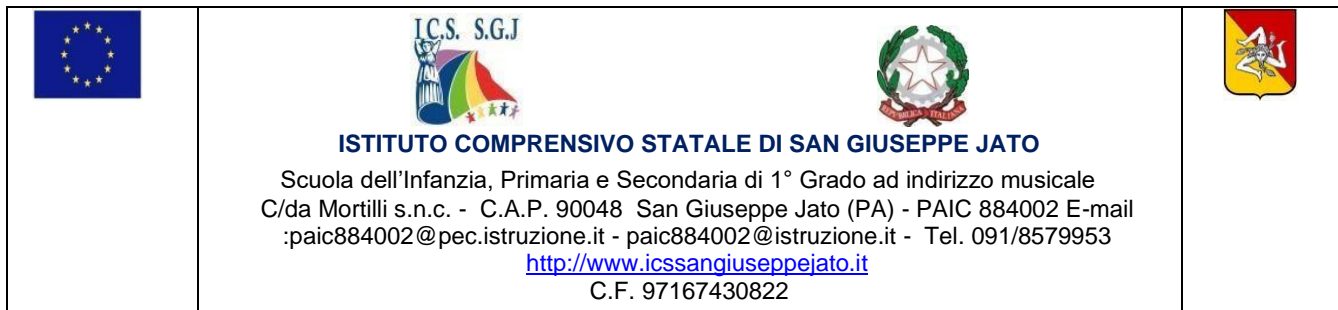 I.C.S. S.G.J
REPVBBLICA ITALIANA
ISTITUTO COMPRENSIVO STATALE DI SAN GIUSEPPE JATO
Scuola dell'Infanzia, Primaria e Secondaria di 1° Grado ad indirizzo musicale
C/da Mortilli s.n.c. - C.A.P. 90048 San Giuseppe Jato (PA) - PAIC 884002 E-mail
:paic884002@pec.istruzione.it - paic884002@istruzione.it - Tel. 091/8579953
http://www.icssangiuseppejato.it
C.F. 97167430822